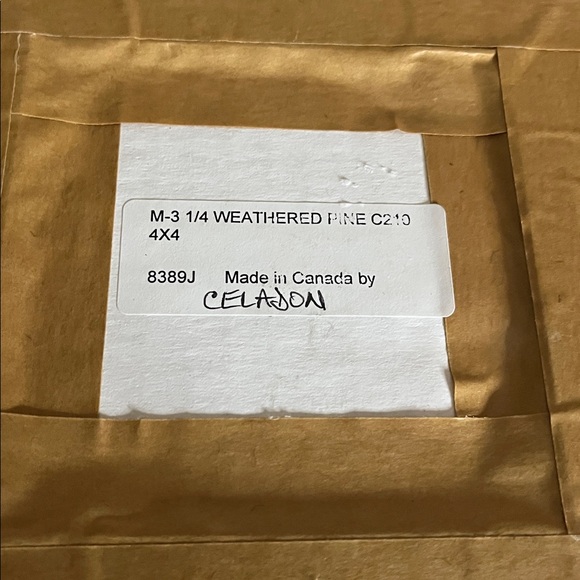 M-3 1/4 WEATHERED PINE C210
4X4
8389J Made in Canada by
CELADON